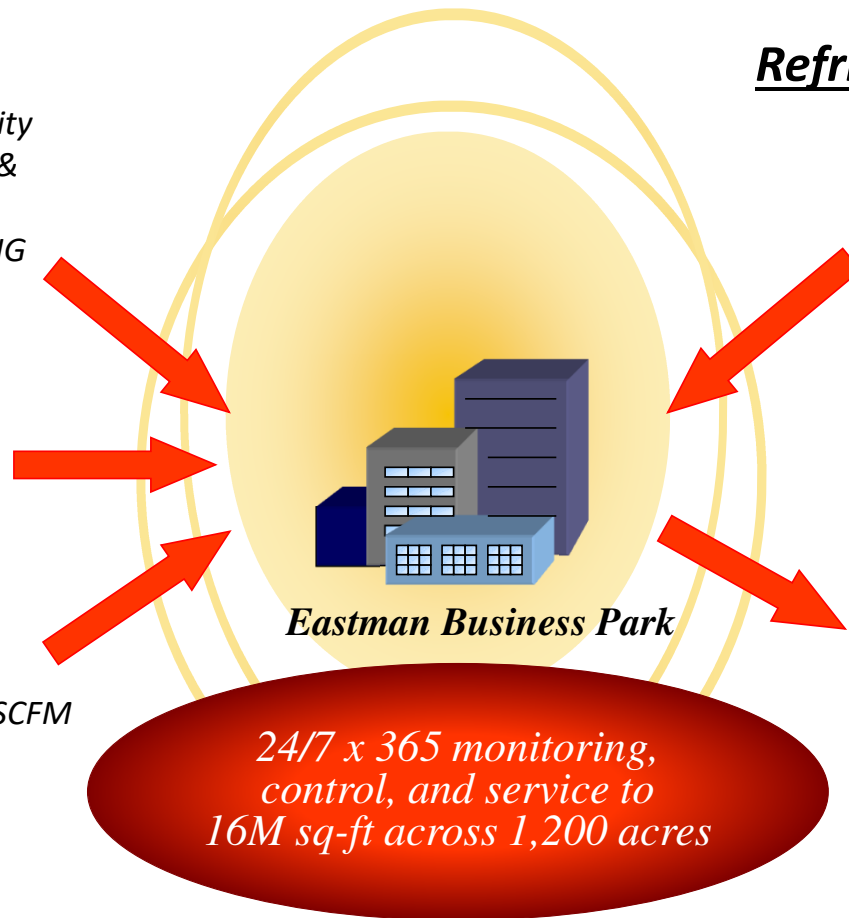 Refri
ity
&
IG
Eastman Business Park
SCFM
24/7 x 365 monitoring,
control, and service to
16M sq-ft across 1,200 acres